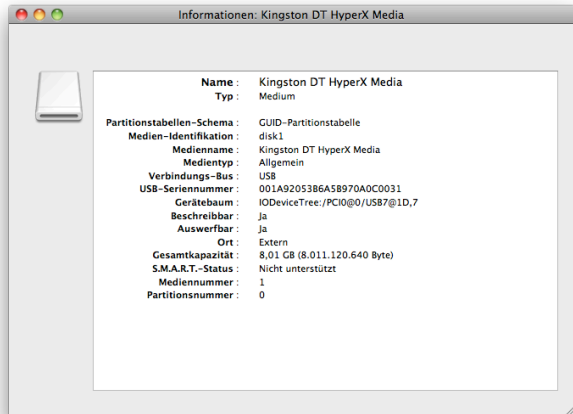 Informationen: Kingston DT HyperX Media
Name : Kingston DT HyperX Media
Typ : Medium
Partitionstabellen-Schema : GUID-Partitionstabelle
Medien-Identifikation : disk1
Medienname : Kingston DT HyperX Media
Medientyp : Allgemein
Verbindungs-Bus : USB
USB-Seriennummer : 001A92053B6A5B970A0C0031
Gerätebaum : IODeviceTree:/PCI0@0/USB7@1D,7
Beschreibbar : Ja
Auswerfbar : Ja
Ort : Extern
Gesamtkapazität : 8,01 GB (8.011.120.640 Byte)
S.M.A.R.T.-Status : Nicht unterstützt
Mediennummer : 1
Partitionsnummer : 0